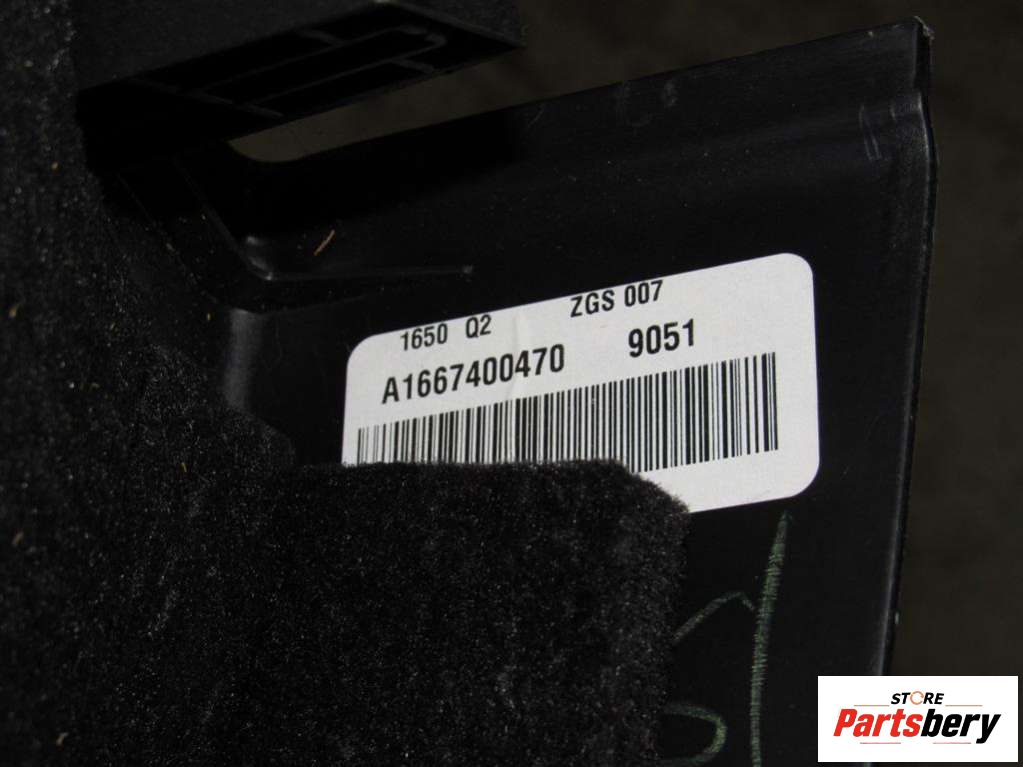 1650 Q2 ZGS 007
A1667400470 9051
STORE
Partsbery